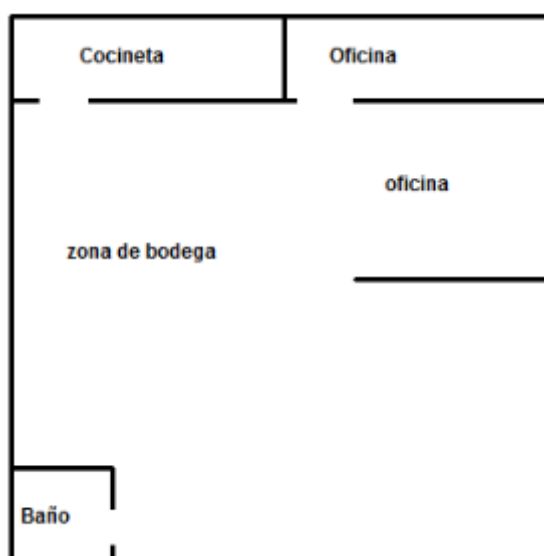 Cocineta
Oficina
oficina
zona de bodega
Baño